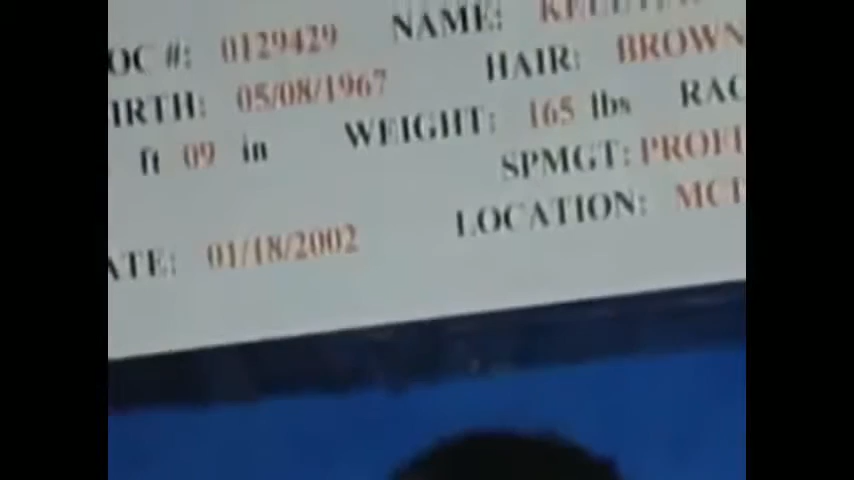 OC #: 0129429 NAME:
IRTH: 05/08/1967 HAIR: BROWN
ft 09 in WEIGHT: 165 lbs RAC
SPMGT: PROFI
ATE: 01/18/2002 LOCATION: